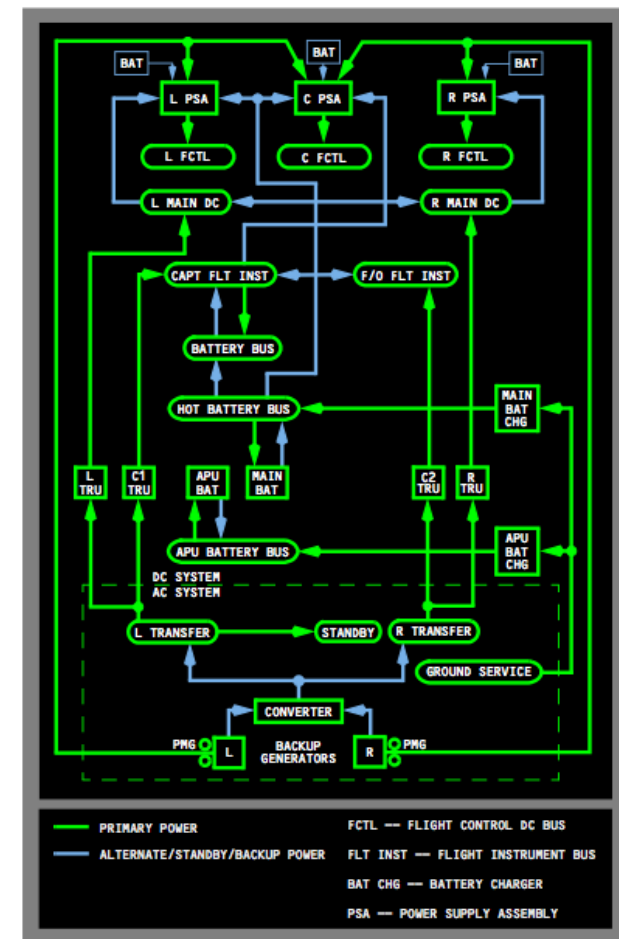 BAT
BAT
BAT
L PSA
C PSA
R PSA
L FCTL
C FCTL
R FCTL
L MAIN DC
R MAIN DC
CAPT FLT INST
F/O FLT INST
BATTERY BUS
HOT BATTERY BUS
MAIN
BAT
CHG
L
TRU
C1
TRU
APU
BAT
MAIN
BAT
C2
TRU
R
TRU
APU BATTERY BUS
APU
BAT
CHG
DC SYSTEM
AC SYSTEM
L TRANSFER
STANDBY
R TRANSFER
GROUND SERVICE
CONVERTER
PMG
L
BACKUP
GENERATORS
R
PMG
PRIMARY POWER
ALTERNATE/STANDBY/BACKUP POWER
FCTL —— FLIGHT CONTROL DC BUS
FLT INST —— FLIGHT INSTRUMENT BUS
BAT CHG —— BATTERY CHARGER
PSA —— POWER SUPPLY ASSEMBLY